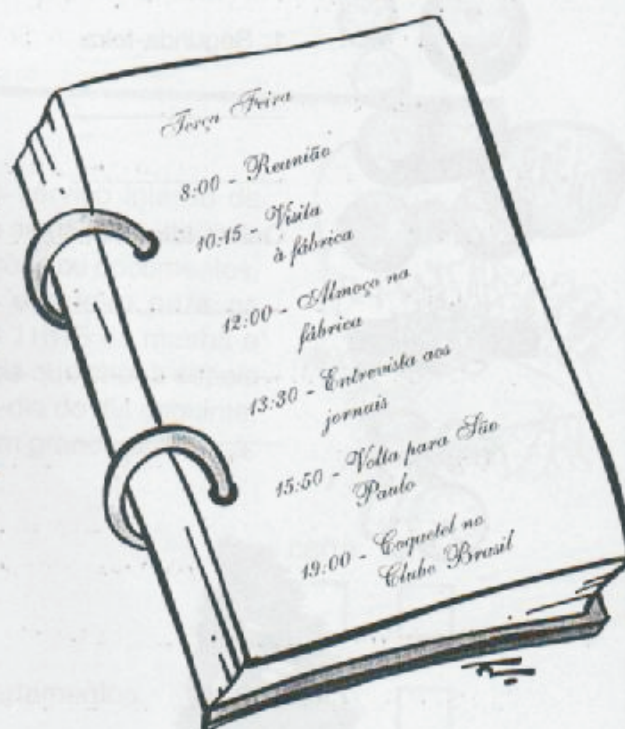 Terça Feira
8:00 - Reunião
10:15 - Visita
à fábrica
12:00 - Almoço na
fábrica
13:30 - Entrevista aos
jornais
15:50 - Volta para São
Paulo
19:00 - Coquetel no
Clube Brasil